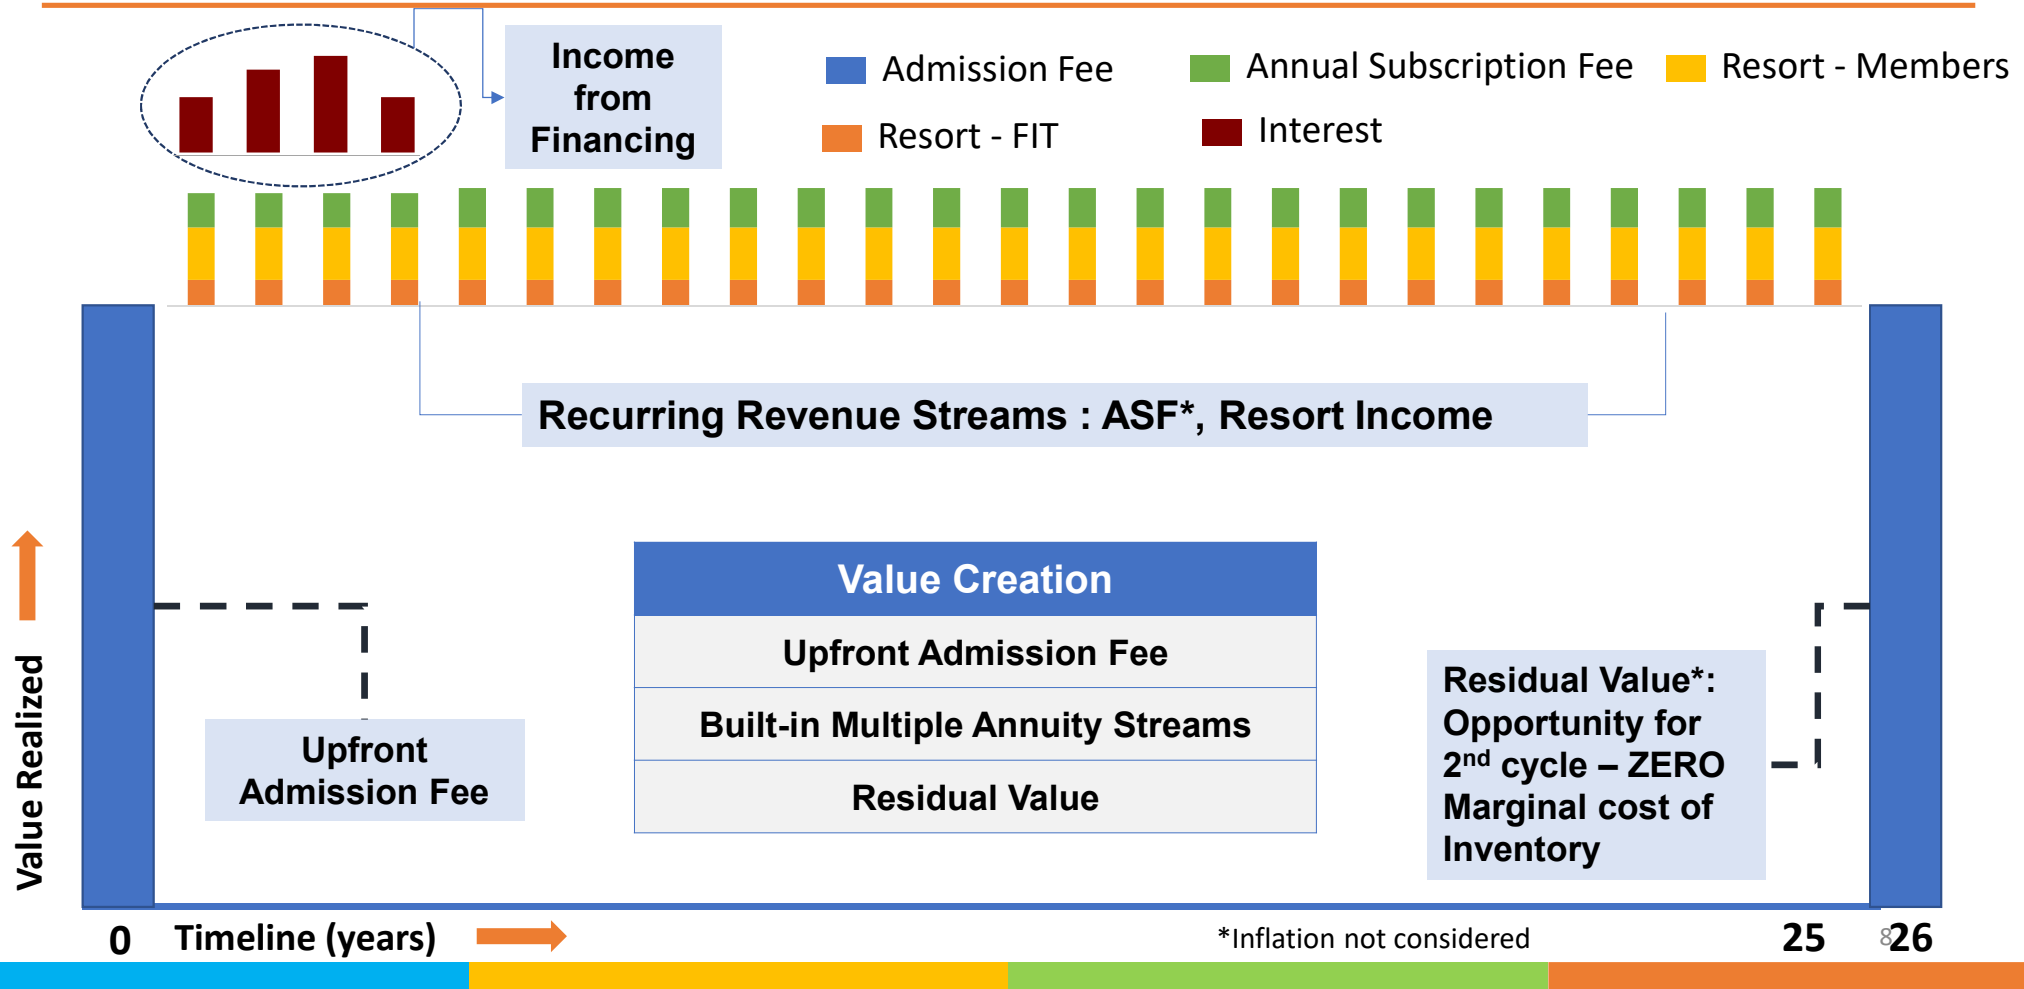 Income
from
Financing
Admission Fee
Annual Subscription Fee
Resort - Members
Resort - FIT
Interest
Recurring Revenue Streams : ASF*, Resort Income
Value Creation
Upfront Admission Fee
Built-in Multiple Annuity Streams
Residual Value
Upfront
Admission Fee
Residual Value*:
Opportunity for
2nd cycle – ZERO
Marginal cost of
Inventory
Value Realized
0
Timeline (years)
*Inflation not considered
25
8
26